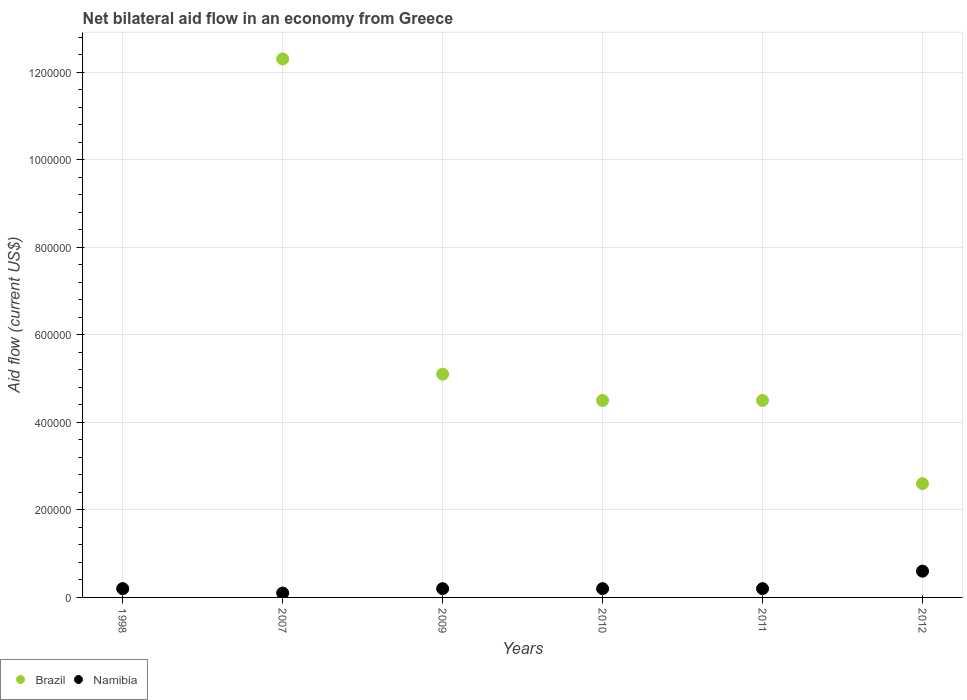 Net bilateral aid flow in an economy from Greece
Aid flow (current US$)
1200000
1000000
800000
600000
400000
200000
0
1998
2007
2009
2010
2011
2012
Years
Brazil
Namibia